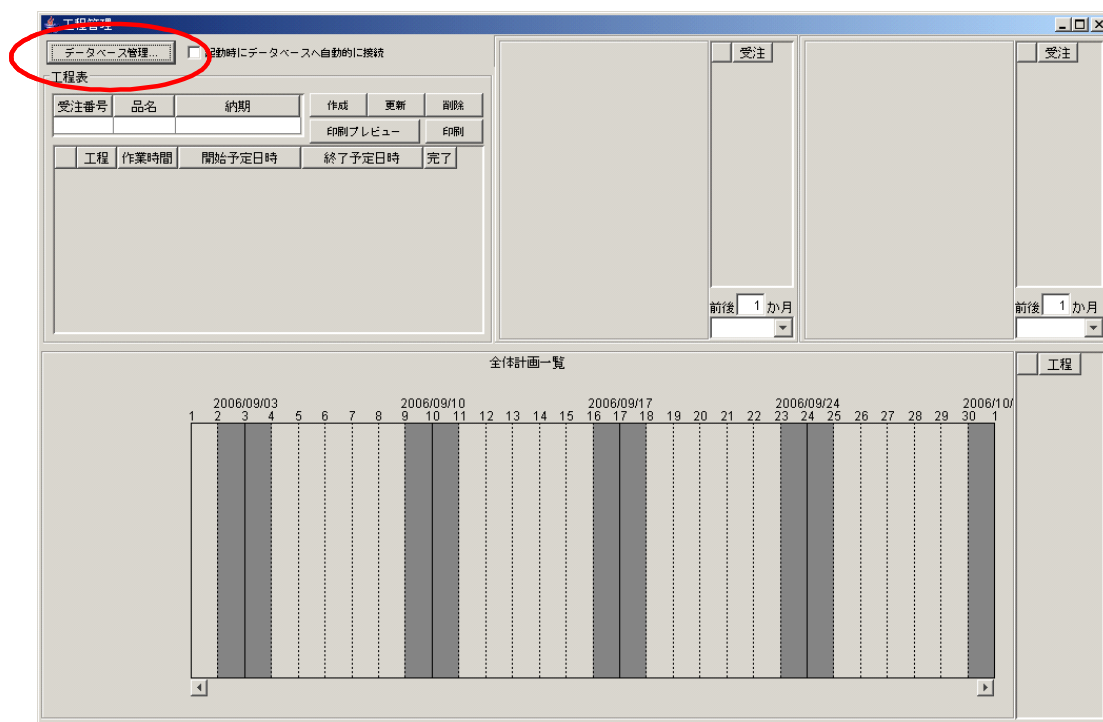 工程管理
データベース管理...
起動時にデータベースへ自動的に接続
工程表
受注番号 品名 納期
作成 更新 削除
印刷プレビュー 印刷
工程 作業時間 開始予定日時 終了予定日時 完了
受注
前後 1 か月
受注
前後 1 か月
全体計画一覧
2006/09/03 2006/09/10 2006/09/17 2006/09/24 2006/10/
1 2 3 4 5 6 7 8 9 10 11 12 13 14 15 16 17 18 19 20 21 22 23 24 25 26 27 28 29 30 1
工程